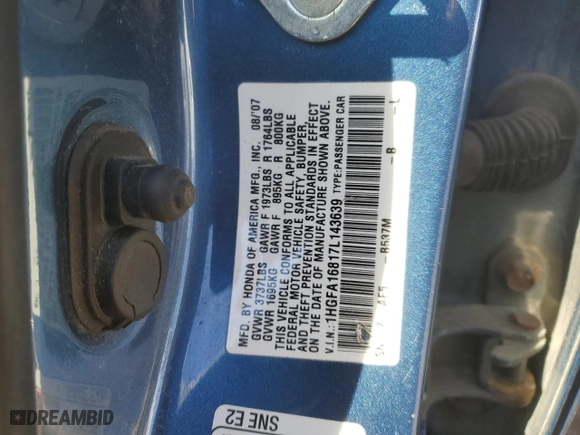 MFD. BY HONDA OF AMERICA MFG., INC. 08/'07
GVWR 3737LBS GAWR F 1973LBS R 1764LBS
GVWR 1695KG GAWR F 895KG R 800KG
THIS VEHICLE CONFORMS TO ALL APPLICABLE
FEDERAL MOTOR VEHICLE SAFETY, BUMPER,
AND THEFT PREVENTION STANDARDS IN EFFECT
ON THE DATE OF MANUFACTURE SHOWN ABOVE.
V.I.N.: 1HGFA16817L143639 TYPE:PASSENGER CAR
AF5 B537M -B -L
SNE E2
DREAMBID